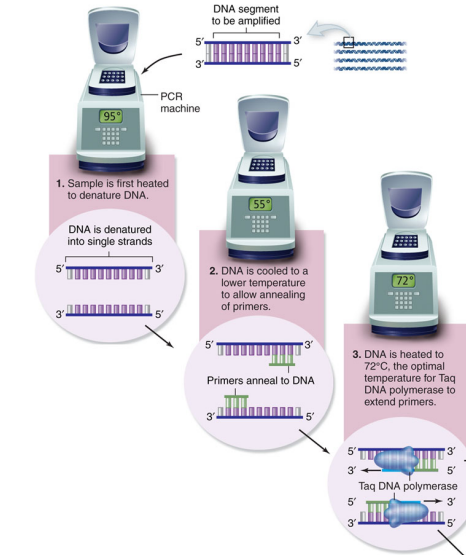 DNA segment
to be amplified
5′ 3′
3′ 5′
PCR
machine
95°
1. Sample is first heated
to denature DNA.
DNA is denatured
into single strands
5′ 3′
3′ 5′
55°
2. DNA is cooled to a
lower temperature
to allow annealing
of primers.
5′ 3′
Primers anneal to DNA
3′ 5′
72°
3. DNA is heated to
72°C, the optimal
temperature for Taq
DNA polymerase to
extend primers.
5′ 3′
3′ 5′
Taq DNA polymerase
5′ 3′
3′ 5′